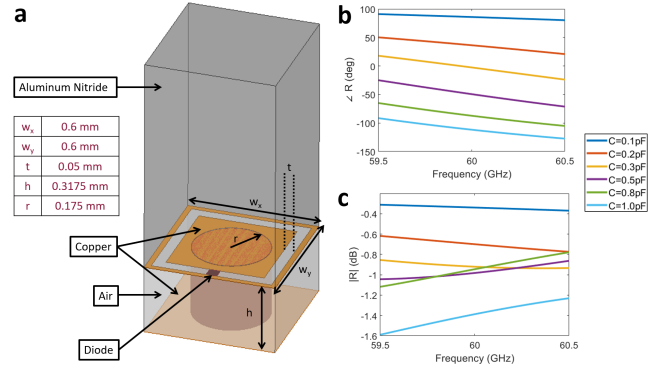 a
Aluminum Nitride
wx 0.6 mm
wy 0.6 mm
t 0.05 mm
h 0.3175 mm
r 0.175 mm
Copper
Air
Diode
t
wx
r
wy
h
b
∠ R (deg)
100
50
0
-50
-100
-150
59.5 60 60.5
Frequency (GHz)
C=0.1pF
C=0.2pF
C=0.3pF
C=0.5pF
C=0.8pF
C=1.0pF
c
|R| (dB)
-0.4
-0.6
-0.8
-1
-1.2
-1.4
-1.6
59.5 60 60.5
Frequency (GHz)